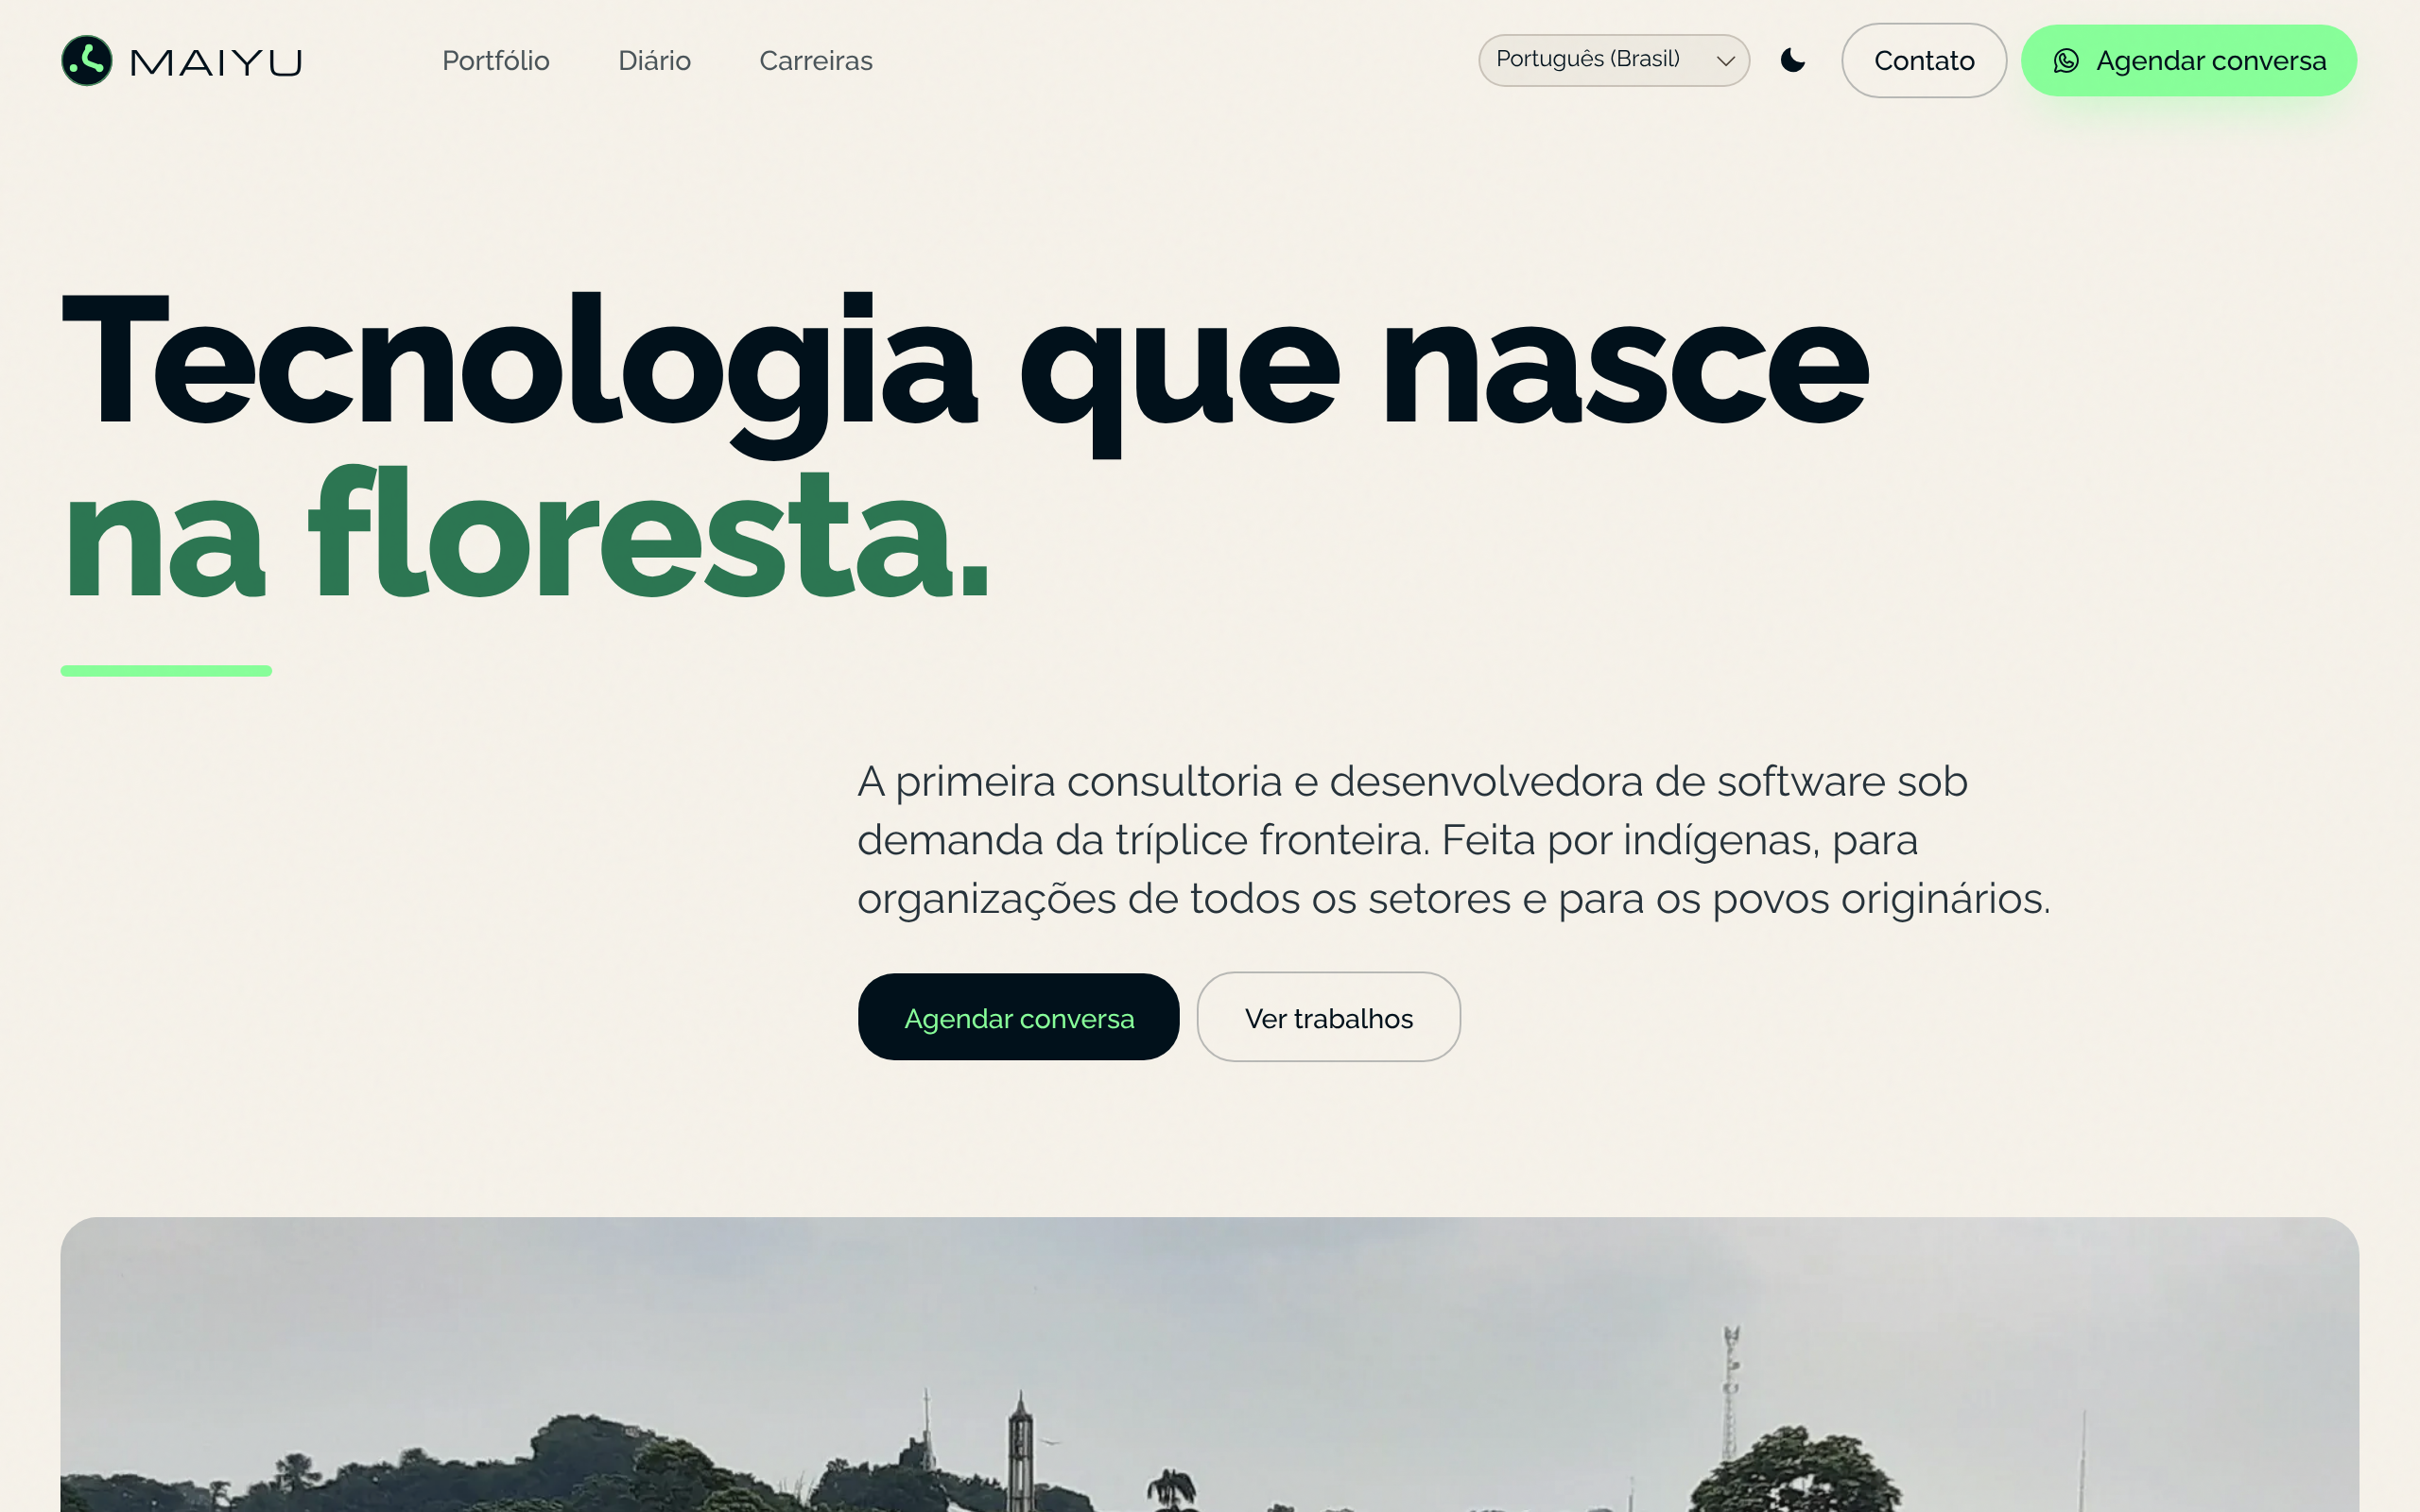 MAIYU
Portfólio
Diário
Carreiras
Português (Brasil)
Contato
Agendar conversa
Tecnologia que nasce
na floresta.
A primeira consultoria e desenvolvedora de software sob
demanda da tríplice fronteira. Feita por indígenas, para
organizações de todos os setores e para os povos originários.
Agendar conversa
Ver trabalhos